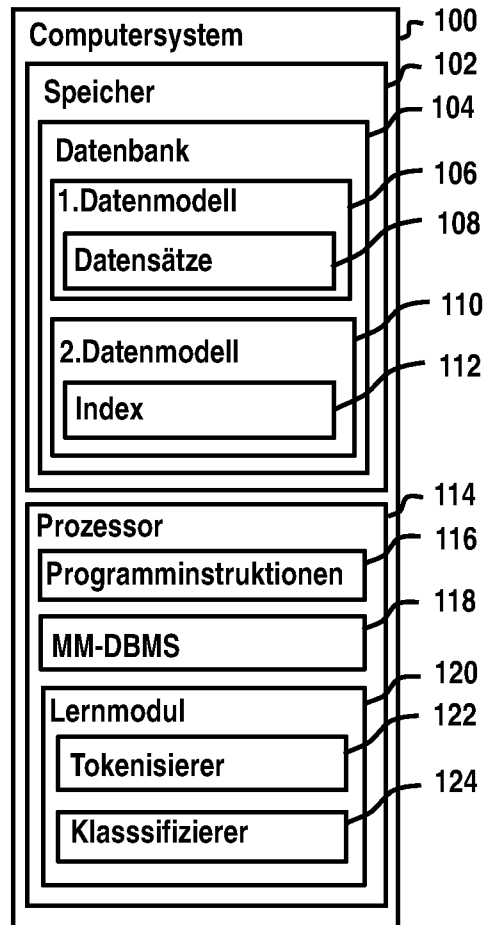 Computersystem 100
Speicher 102
Datenbank 104
1.Datenmodell 106
Datensätze 108
2.Datenmodell 110
Index 112
Prozessor 114
Programminstruktionen 116
MM-DBMS 118
Lernmodul 120
Tokenisierer 122
Klasssifizierer 124